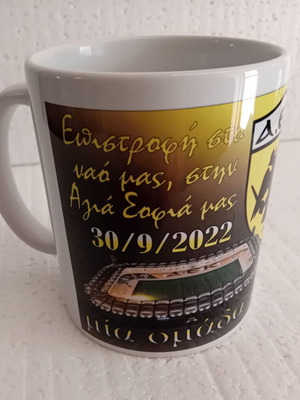 Επιστροφή στο
ναό μας, στην
Αγιά Σοφιά μας
30/9/2022
Α.Ε.Κ
μία ομάδα